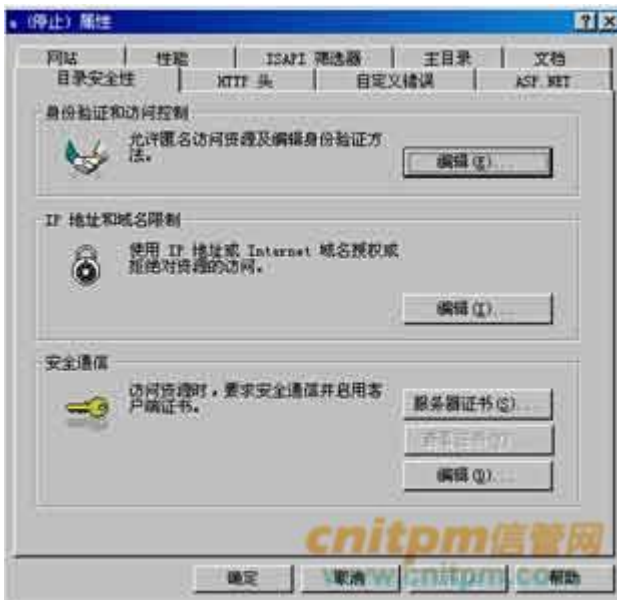 (停止) 属性
网站 性能 ISAPI 筛选器 主目录 文档
目录安全性 HTTP 头 自定义错误 ASP.NET
身份验证和访问控制
允许匿名访问资源及编辑身份验证方
法。
编辑(E)...
IP 地址和域名限制
使用 IP 地址或 Internet 域名授权或
拒绝对资源的访问。
编辑(I)...
安全通信
访问资源时，要求安全通信并启用客
户端证书。
服务器证书(S)...
编辑(D)...
cnitpm信管网
确定 取消 帮助
www.cnitpm.com